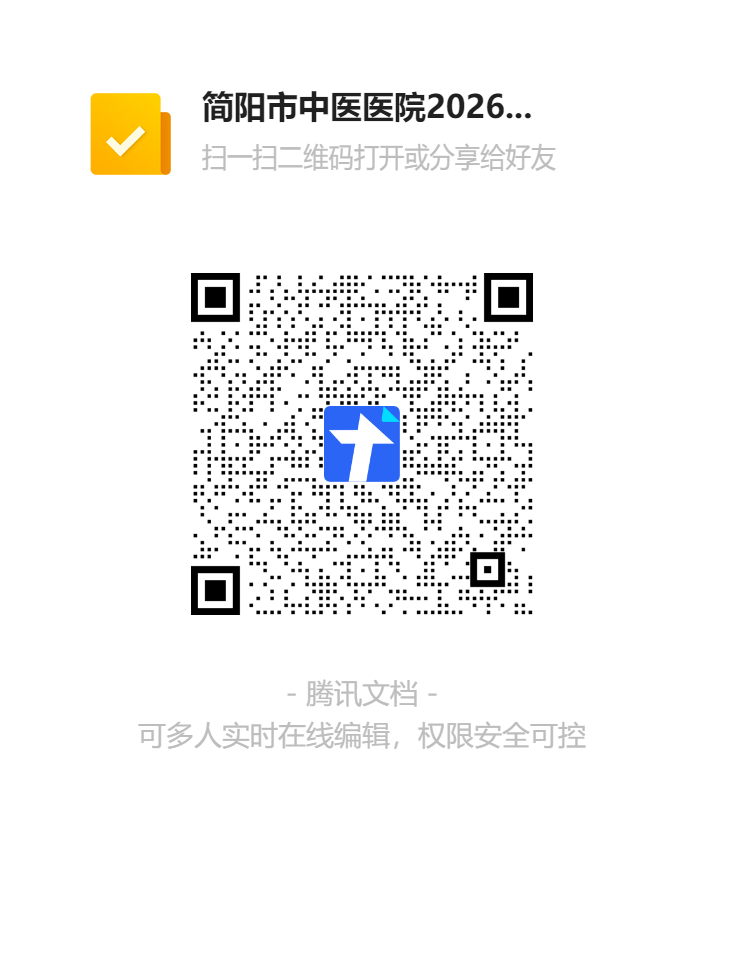 简阳市中医医院2026...
扫一扫二维码打开或分享给好友
- 腾讯文档 -
可多人实时在线编辑，权限安全可控